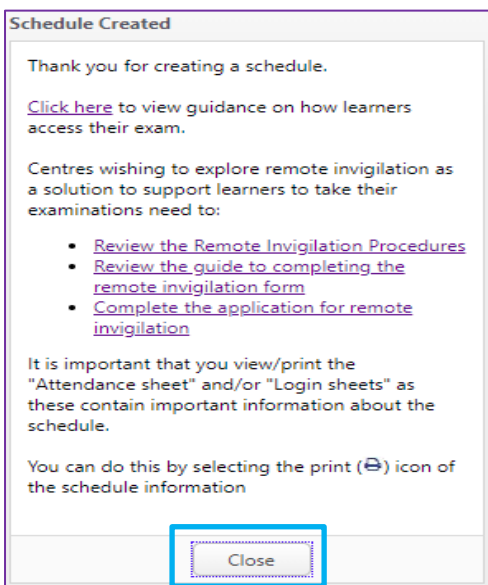 Schedule Created
Thank you for creating a schedule.
Click here to view guidance on how learners
access their exam.
Centres wishing to explore remote invigilation as
a solution to support learners to take their
examinations need to:
• Review the Remote Invigilation Procedures
• Review the guide to completing the
remote invigilation form
• Complete the application for remote
invigilation
It is important that you view/print the
"Attendance sheet" and/or "Login sheets" as
these contain important information about the
schedule.
You can do this by selecting the print (🖶) icon of
the schedule information
Close